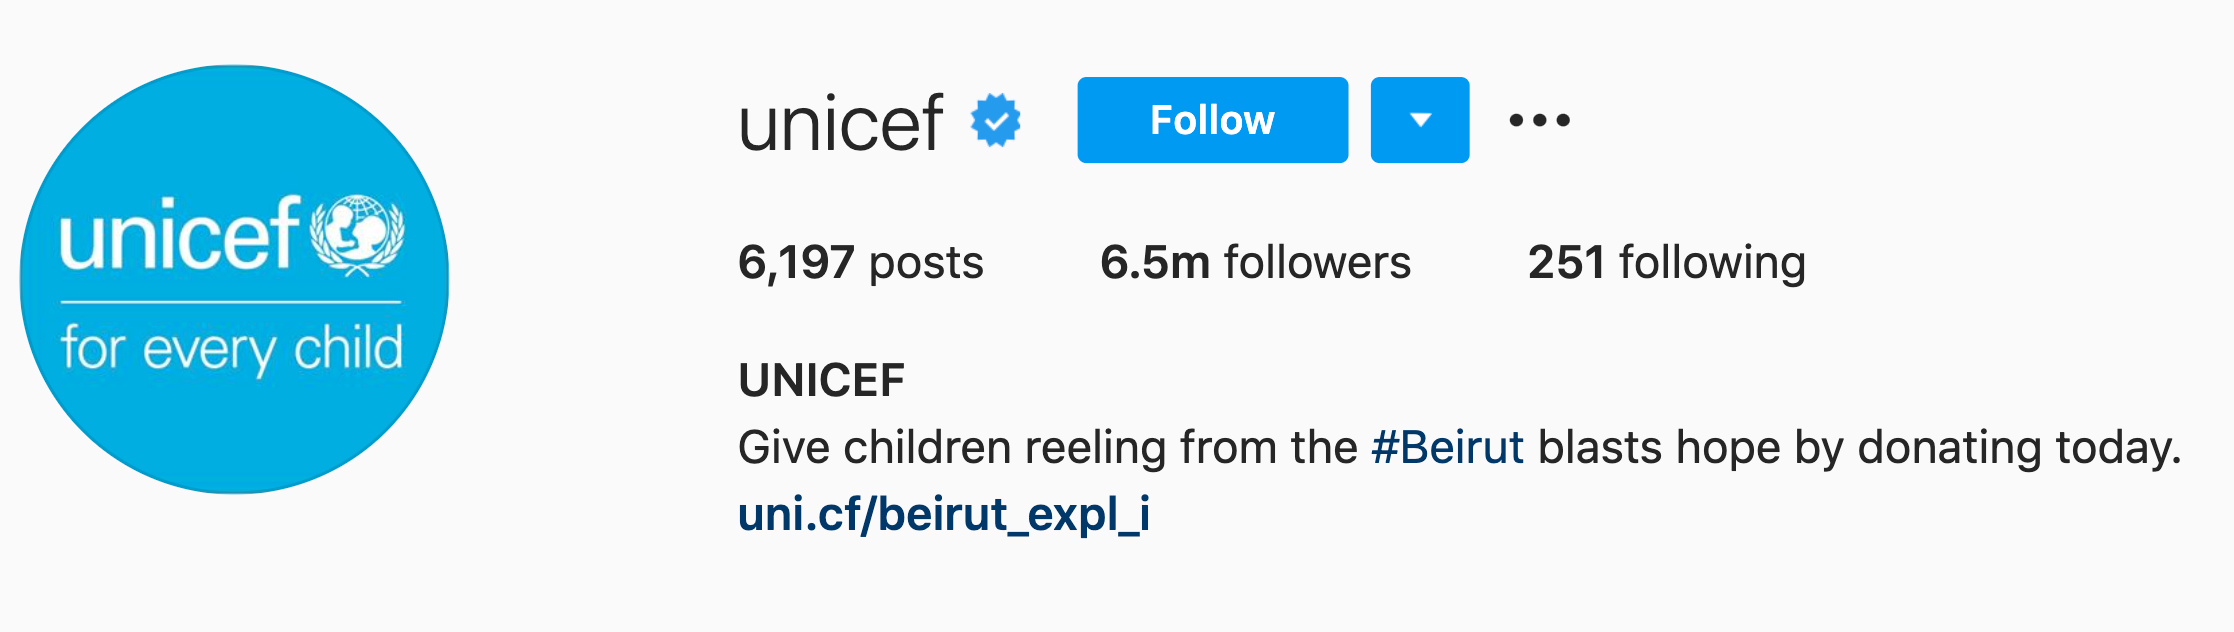 unicef
for every child
unicef Follow
6,197 posts 6.5m followers 251 following
UNICEF
Give children reeling from the #Beirut blasts hope by donating today.
uni.cf/beirut_expl_i